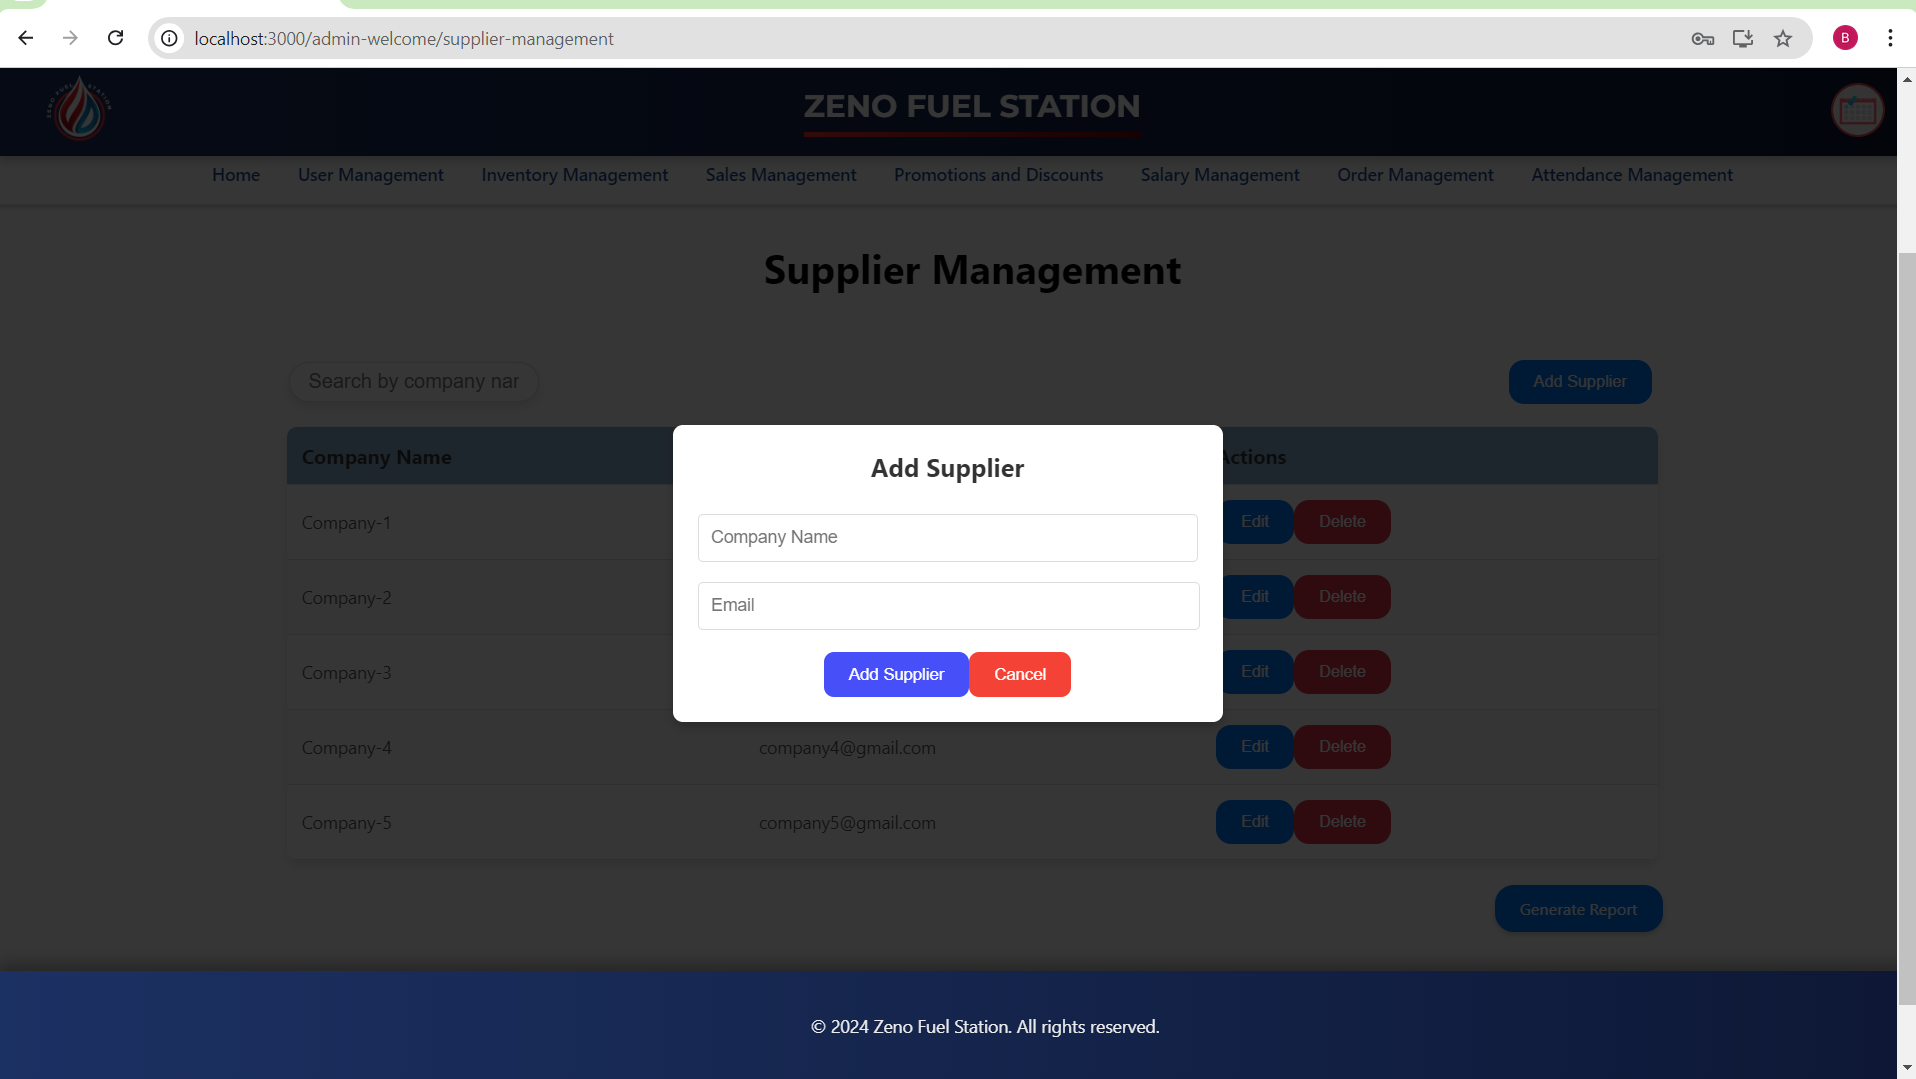 localhost:3000/admin-welcome/supplier-management
B
ZENO FUEL STATION
ZENO FUEL STATION
Home User Management Inventory Management Sales Management Promotions and Discounts Salary Management Order Management Attendance Management
Supplier Management
Search by company nar
Add Supplier
Company Name
Actions
Add Supplier
Company Name
Email
Add Supplier Cancel
Company-1 Edit Delete
Company-2 Edit Delete
Company-3 Edit Delete
Company-4 company4@gmail.com Edit Delete
Company-5 company5@gmail.com Edit Delete
Generate Report
© 2024 Zeno Fuel Station. All rights reserved.